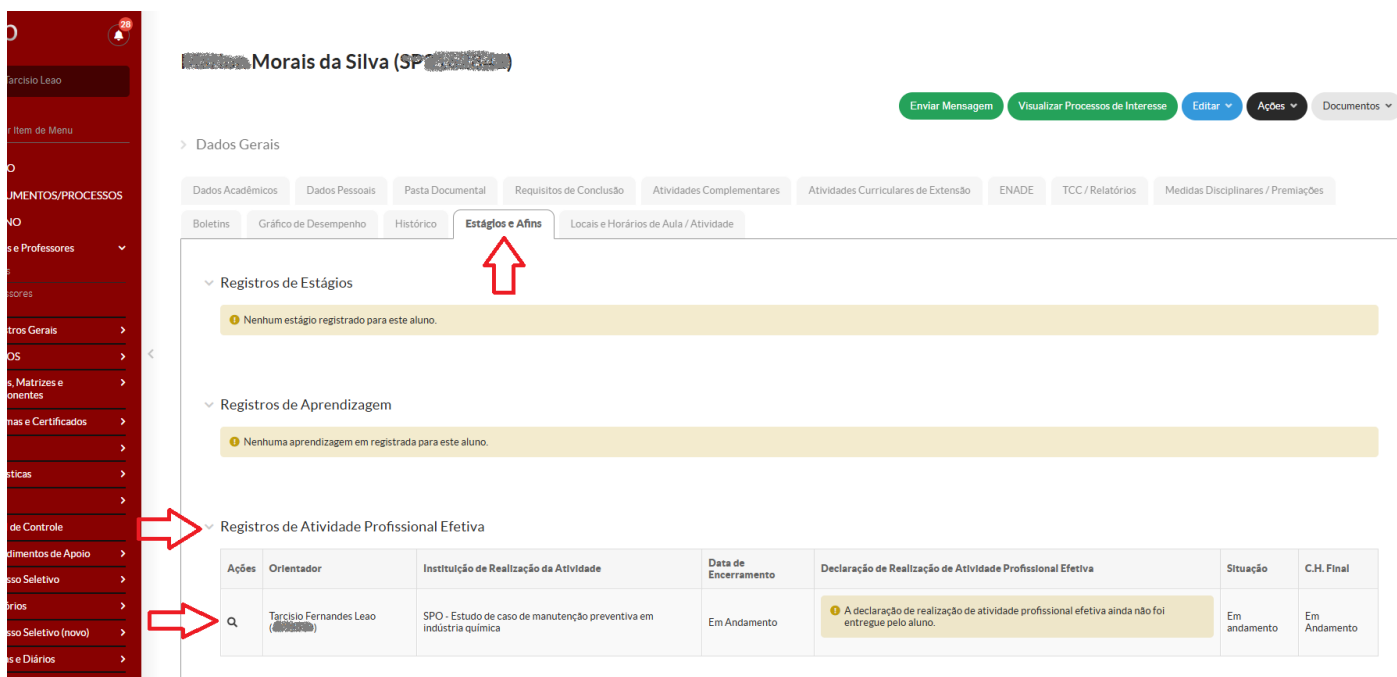 28
Morais da Silva (SP )
Tarcisio Leao
Enviar Mensagem Visualizar Processos de Interesse Editar Ações Documentos
r Item de Menu
Dados Gerais
O
UMENTOS/PROCESSOS
NO
s e Professores
s
ssores
Dados Acadêmicos Dados Pessoais Pasta Documental Requisitos de Conclusão Atividades Complementares Atividades Curriculares de Extensão ENADE TCC / Relatórios Medidas Disciplinares / Premiações
Boletins Gráfico de Desempenho Histórico Estágios e Afins Locais e Horários de Aula / Atividade
Registros de Estágios
Nenhum estágio registrado para este aluno.
tros Gerais
OS
s, Matrizes e
onentes
mas e Certificados
Registros de Aprendizagem
Nenhuma aprendizagem em registrada para este aluno.
sticas
de Controle
Registros de Atividade Profissional Efetiva
dimentos de Apoio
sso Seletivo
órios
sso Seletivo (novo)
s e Diários
Ações Orientador Instituição de Realização da Atividade Data de Encerramento Declaração de Realização de Atividade Profissional Efetiva Situação C.H. Final
Tarcisio Fernandes Leao
SPO - Estudo de caso de manutenção preventiva em
indústria química
Em Andamento
A declaração de realização de atividade profissional efetiva ainda não foi
entregue pelo aluno.
Em
andamento
Em
Andamento